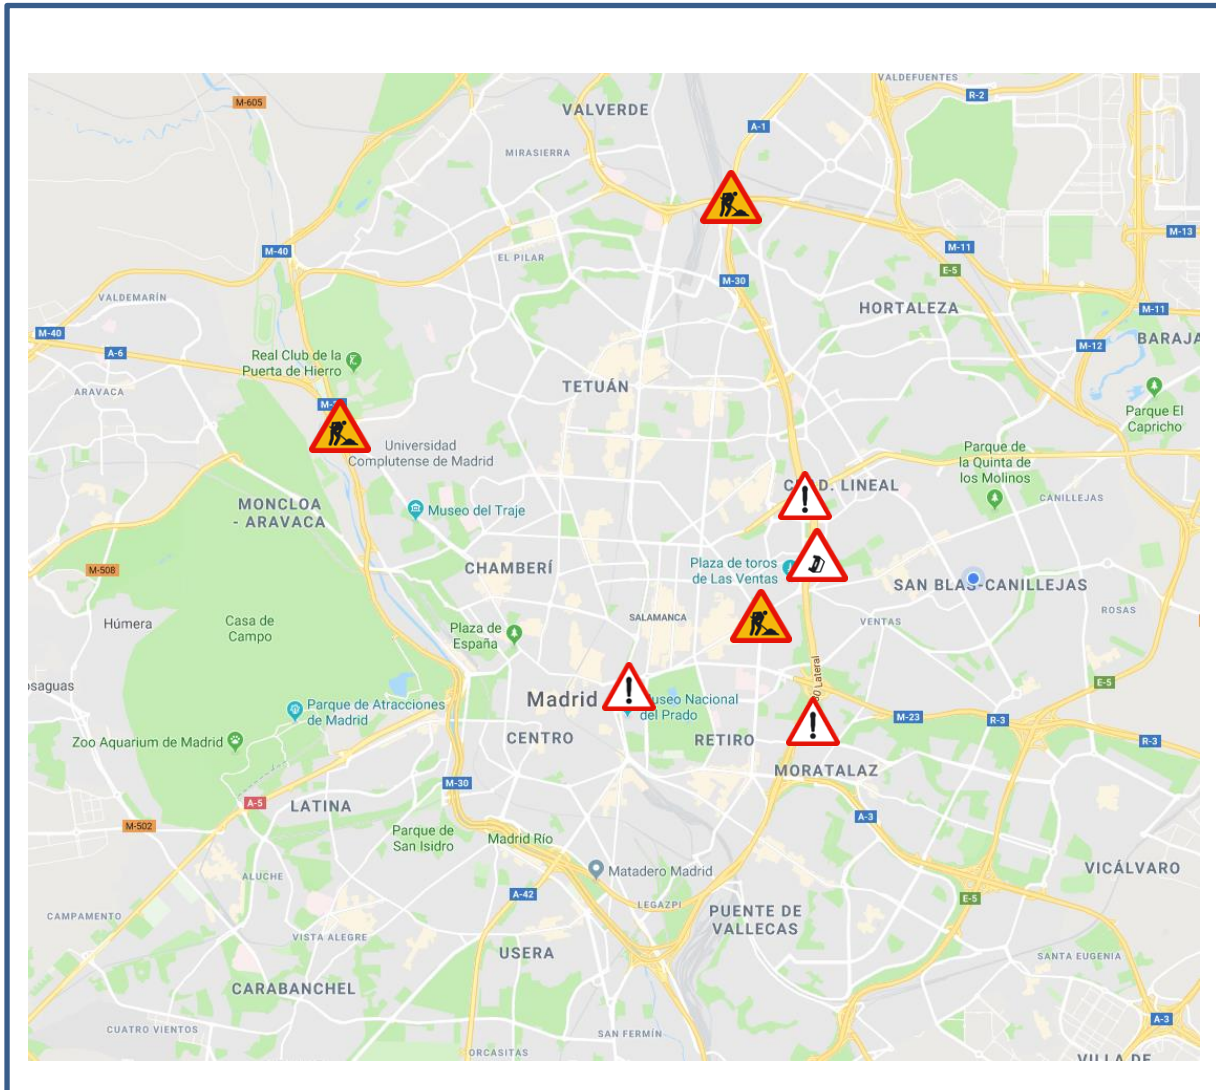 VALDEFUENTES
M-605
R-2
VALVERDE
A-1
MIRASIERRA
M-13
M-11
M-40
EL PILAR
E-5
M-30
VALDEMARÍN
HORTALEZA
M-11
M-40
M-12
BARAJA
A-6
Real Club de la
Puerta de Hierro
TETUÁN
ARAVACA
Parque El
Capricho
Universidad
Complutense de Madrid
Parque de
la Quinta de
los Molinos
D. LINEAL
CANILLEJAS
MONCLOA
- ARAVACA
Museo del Traje
Plaza de toros
de Las Ventas
CHAMBERÍ
M-508
SAN BLAS-CANILLEJAS
ROSAS
Húmera
Casa de
Campo
SALAMANCA
VENTAS
Plaza de
España
osaguas
Lateral
E-5
Madrid
Museo Nacional
del Prado
Parque de Atracciones
de Madrid
M-23
R-3
Zoo Aquarium de Madrid
CENTRO
RETIRO
R-3
MORATALAZ
M-30
A-5
LATINA
M-502
A-3
Parque de
San Isidro
Madrid Río
Matadero Madrid
VICÁLVARO
ALUCHE
A-42
LEGAZPI
E-5
CAMPAMENTO
PUENTE DE
VALLECAS
VISTA ALEGRE
USERA
SANTA EUGENIA
CARABANCHEL
A-3
CUATRO VIENTOS
SAN FERMÍN
ORCASITAS
VILLA DE